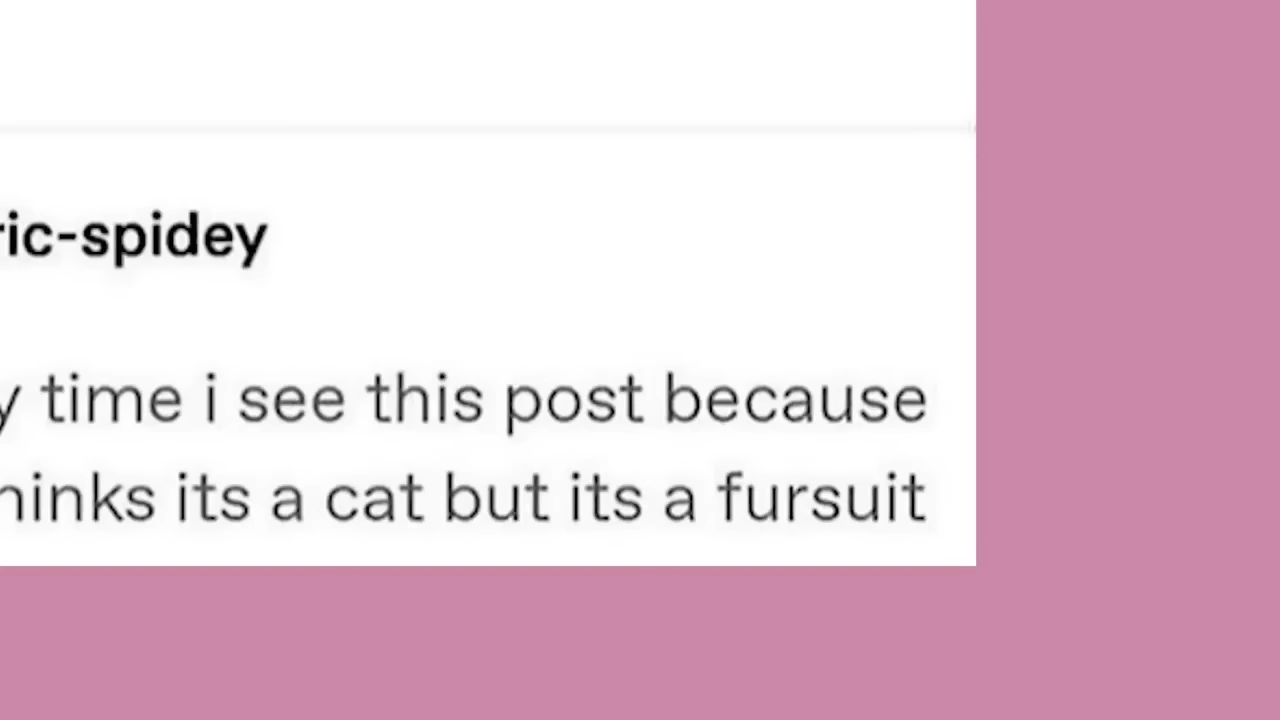 ric-spidey
y time i see this post because
hinks its a cat but its a fursuit